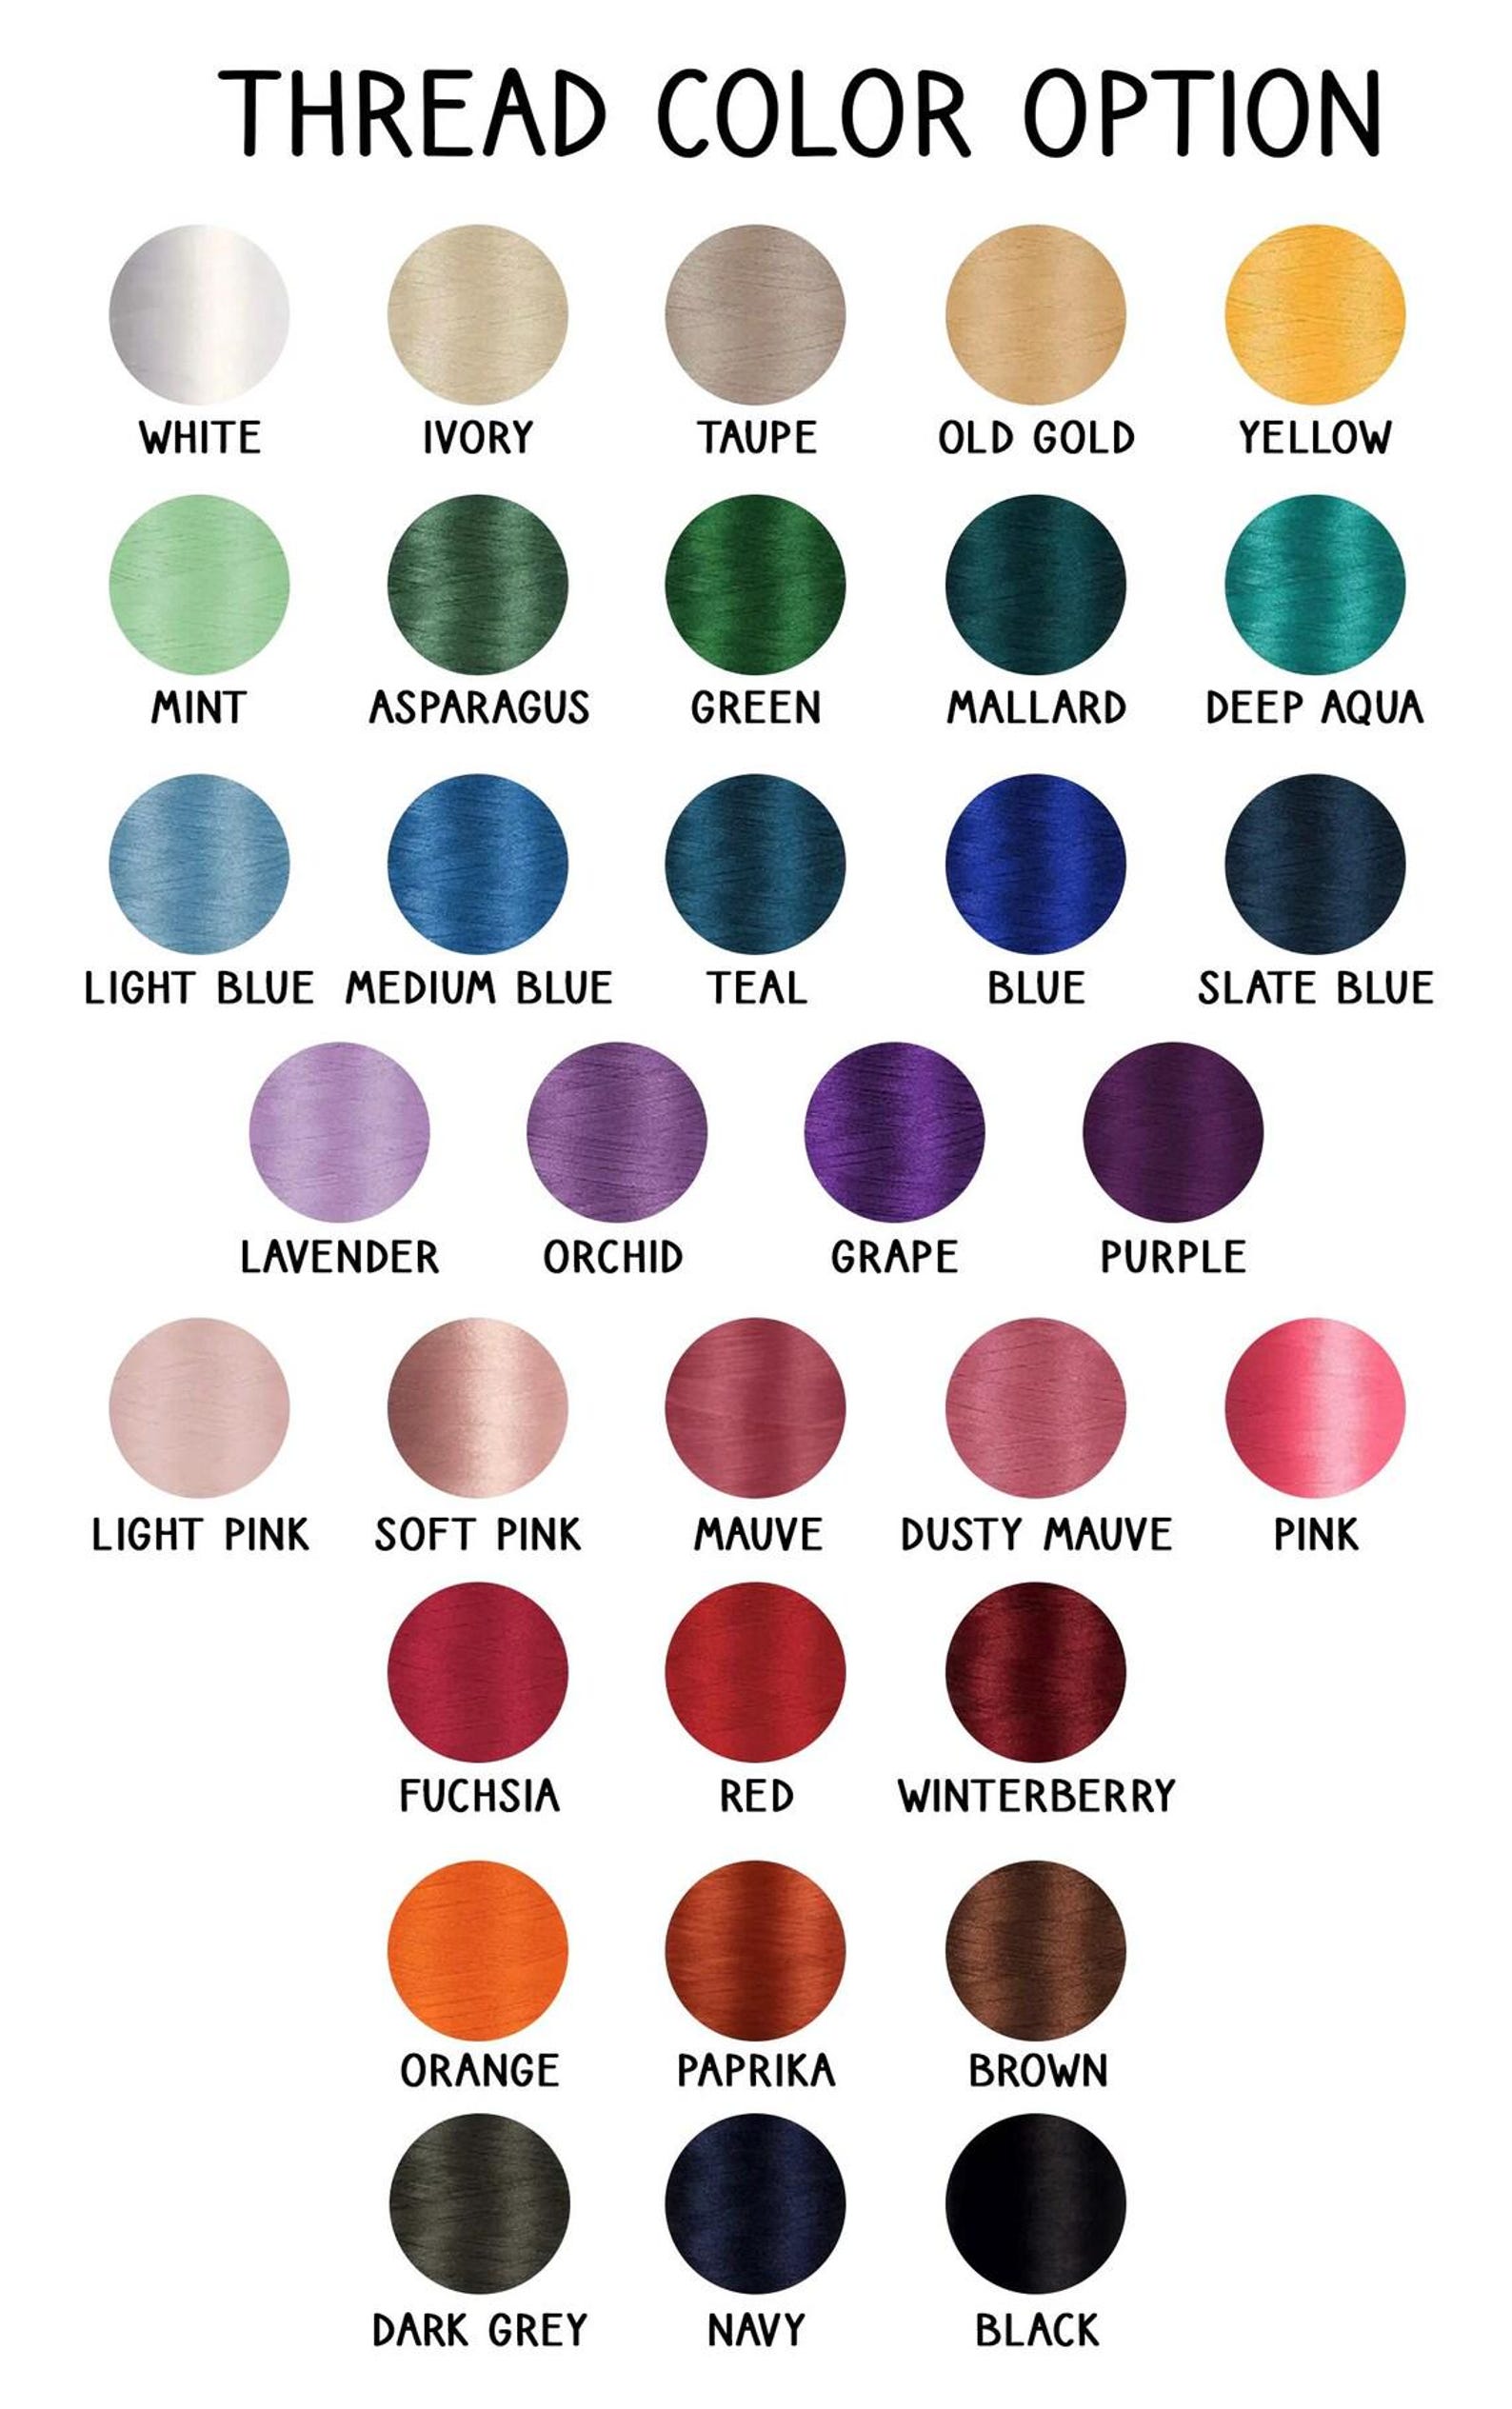 THREAD COLOR OPTION
WHITE IVORY TAUPE OLD GOLD YELLOW
MINT ASPARAGUS GREEN MALLARD DEEP AQUA
LIGHT BLUE MEDIUM BLUE TEAL BLUE SLATE BLUE
LAVENDER ORCHID GRAPE PURPLE
LIGHT PINK SOFT PINK MAUVE DUSTY MAUVE PINK
FUCHSIA RED WINTERBERRY
ORANGE PAPRIKA BROWN
DARK GREY NAVY BLACK